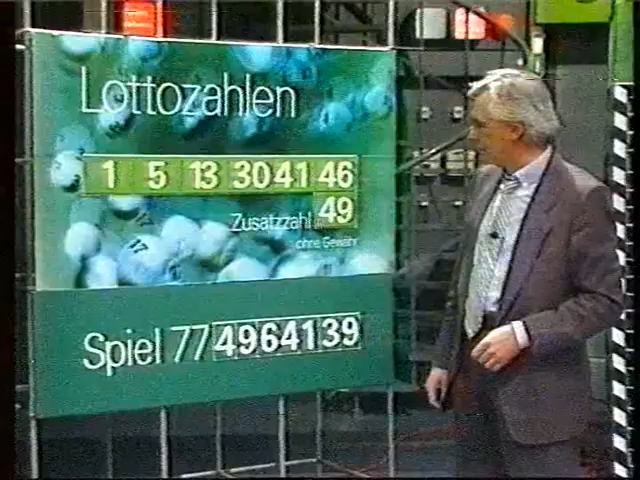 Lottozahlen
1 5 13 30 41 46
Zusatzzahl 49
ohne Gewähr
Spiel 77 4964139